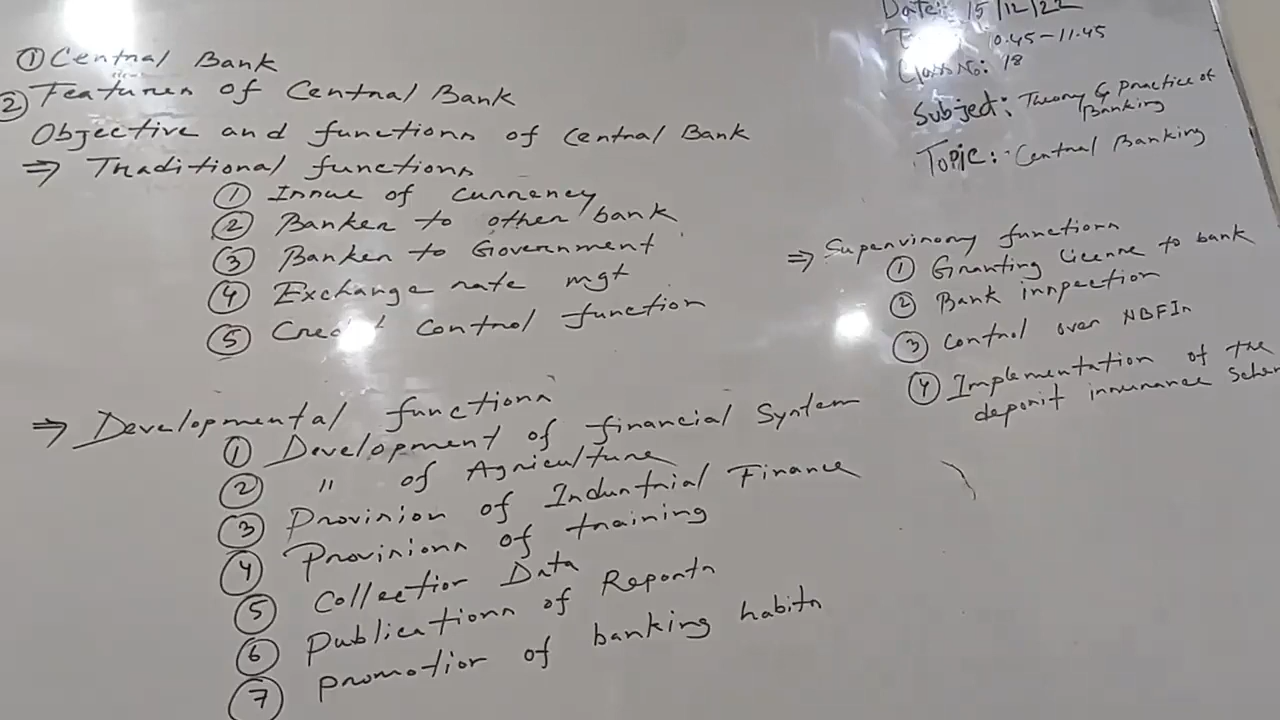 Date: 15/12/22
10.45-11.45
Class No: 18
Subject: Theory & Practice of
Banking
Topic: Central Banking
① Central Bank
② Features of Central Bank
Objective and functions of Central Bank
⇒ Traditional functions
① Issue of currency
② Banker to other bank
③ Banker to Government
④ Exchange rate mgt
⑤ Credit control function
⇒ Developmental functions
① Development of financial System
② " of Agriculture
③ Provision of Industrial Finance
④ Provisions of training
⑤ Collection Data
⑥ Publications of Reports
⑦ promotion of banking habits
⇒ Supervisory functions
① Granting license to bank
② Bank inspection
③ control over NBFIs
④ Implementation of the
deposit insurance